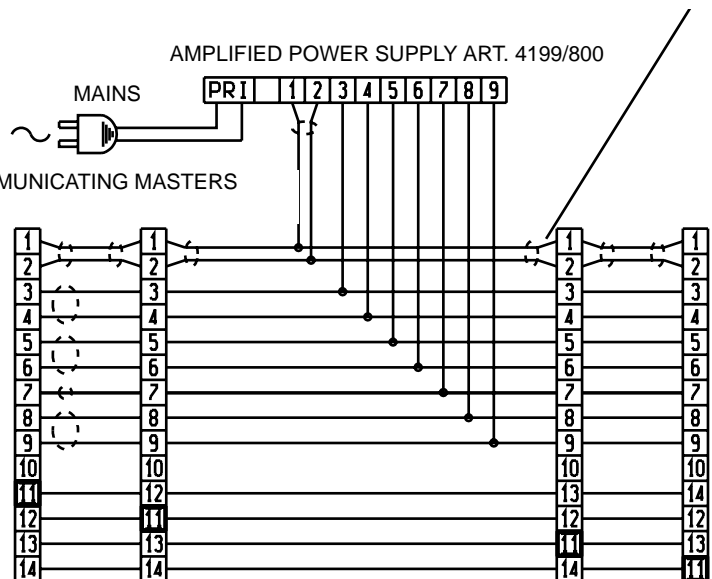 AMPLIFIED POWER SUPPLY ART. 4199/800
MAINS
PRI 1 2 3 4 5 6 7 8 9
MUNICATING MASTERS
1 1 1 1
2 2 2 2
3 3 3 3
4 4 4 4
5 5 5 5
6 6 6 6
7 7 7 7
8 8 8 8
9 9 9 9
10 10 10 10
11 12 13 14
12 11 12 12
13 13 11 13
14 14 14 11